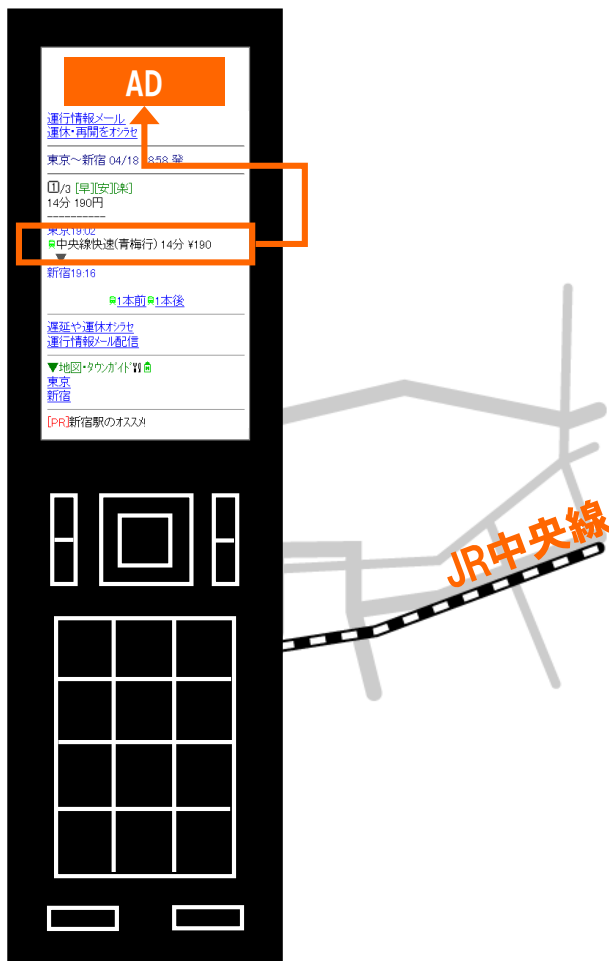 AD
運行情報メール
運休・再開をオシラセ
東京～新宿 04/18 18:58 発
1/3 [早][安][楽]
14分 190円
----------
東京19:02
中央線快速(青梅行) 14分 ¥190
▼
新宿19:16
1本前 1本後
遅延や運休オシラセ
運行情報メール配信
▼地図・タウンガイド
東京
新宿
[PR]新宿駅のオススメ
JR中央線